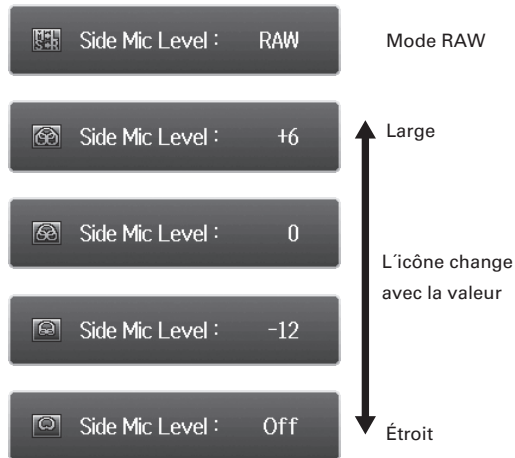 Side Mic Level : RAW
Mode RAW
Side Mic Level : +6
Large
Side Mic Level : 0
L´icône change
avec la valeur
Side Mic Level : -12
Side Mic Level : Off
Étroit